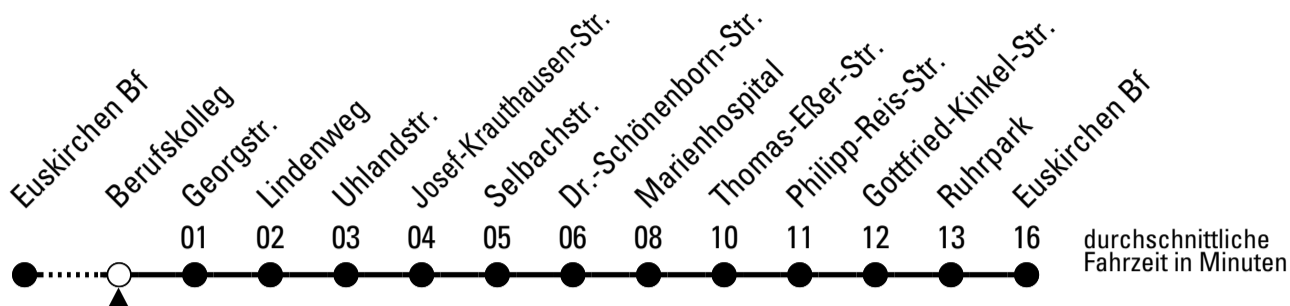 Euskirchen Bf
Berufskolleg
Georgstr.
Lindenweg
Uhlandstr.
Josef-Krauthausen-Str.
Selbachstr.
Dr.-Schönenborn-Str.
Marienhospital
Thomas-Eßer-Str.
Philipp-Reis-Str.
Gottfried-Kinkel-Str.
Ruhrpark
Euskirchen Bf
01 02 03 04 05 06 08 10 11 12 13 16
durchschnittliche
Fahrzeit in Minuten